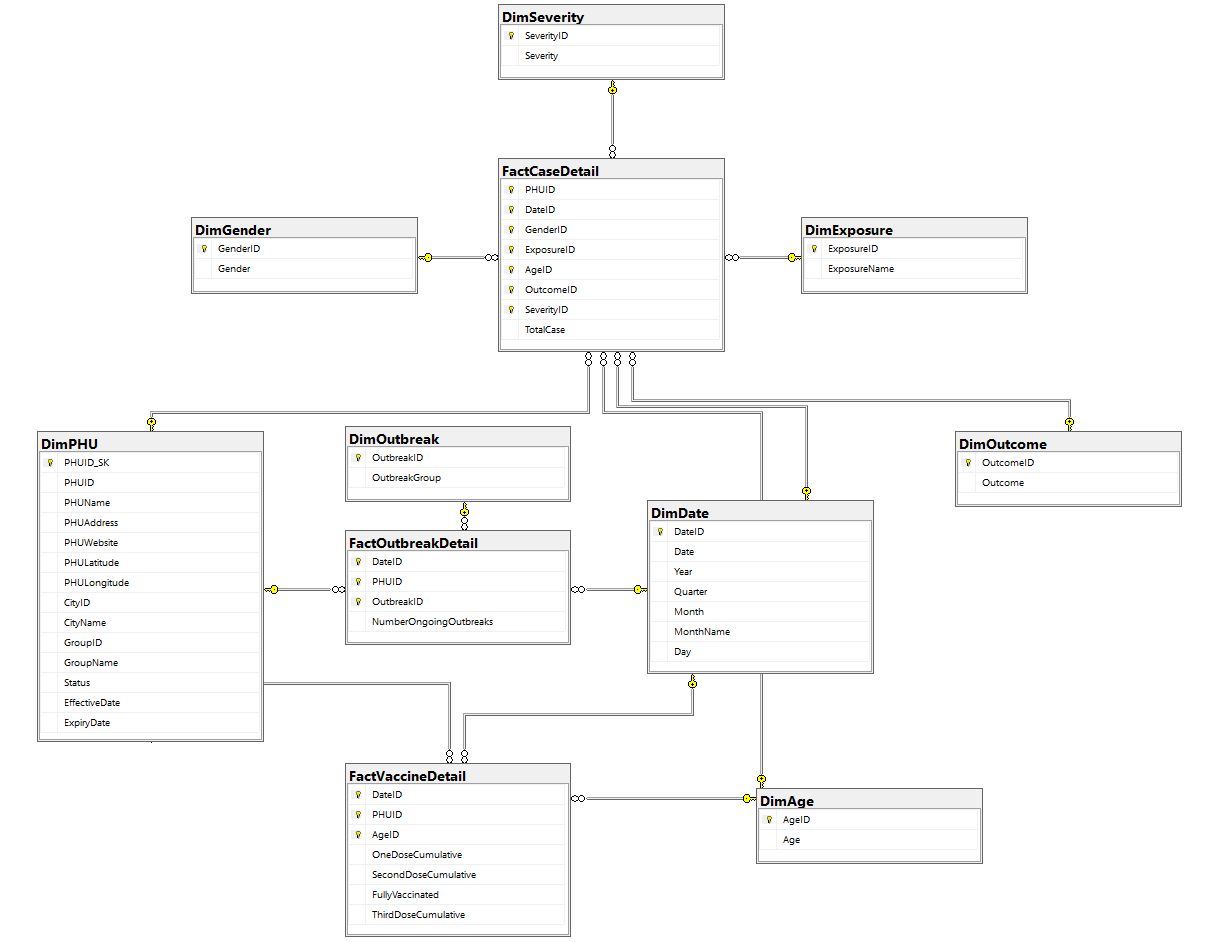 DimSeverity
SeverityID
Severity
FactCaseDetail
PHUID
DateID
GenderID
ExposureID
AgeID
OutcomeID
SeverityID
TotalCase
DimGender
GenderID
Gender
DimExposure
ExposureID
ExposureName
DimPHU
PHUID_SK
PHUID
PHUName
PHUAddress
PHUWebsite
PHULatitude
PHULongitude
CityID
CityName
GroupID
GroupName
Status
EffectiveDate
ExpiryDate
DimOutbreak
OutbreakID
OutbreakGroup
FactOutbreakDetail
DateID
PHUID
OutbreakID
NumberOngoingOutbreaks
DimDate
DateID
Date
Year
Quarter
Month
MonthName
Day
DimOutcome
OutcomeID
Outcome
FactVaccineDetail
DateID
PHUID
AgeID
OneDoseCumulative
SecondDoseCumulative
FullyVaccinated
ThirdDoseCumulative
DimAge
AgeID
Age